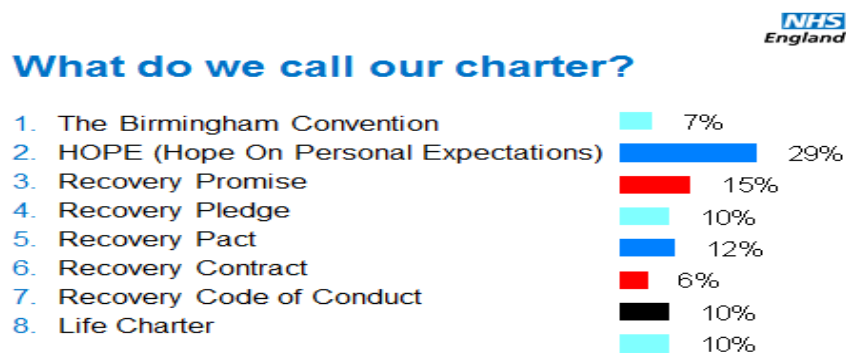 NHS
England
What do we call our charter?
1. The Birmingham Convention 7%
2. HOPE (Hope On Personal Expectations) 29%
3. Recovery Promise 15%
4. Recovery Pledge 10%
5. Recovery Pact 12%
6. Recovery Contract 6%
7. Recovery Code of Conduct 10%
8. Life Charter 10%